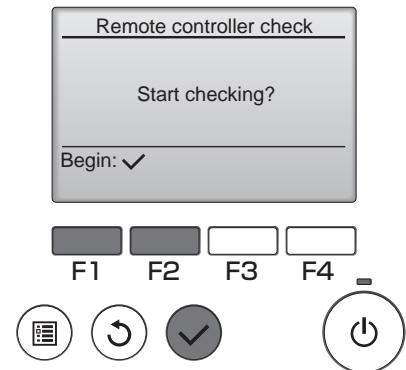 Remote controller check
Start checking?
Begin: ✓
F1 F2 F3 F4